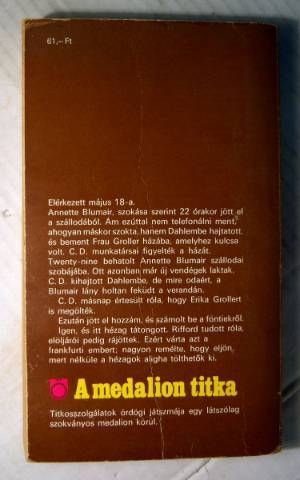 61,– Ft
Elérkezett május 18-a.
Annette Blumair, szokása szerint 22 órakor jött el
a szállodából. Ám ezúttal nem telefonálni ment,
ahogyan máskor szokta, hanem Dahlembe hajtatott,
és bement Frau Groller házába, amelyhez kulcsa
volt. C. D. munkatársai figyelték a házát.
Twenty-nine behatolt Annette Blumair szállodai
szobájába. Ott azonban már új vendégek laktak.
C. D. kihajtott Dahlembe, de mire odaért, a
Blumair lány holtan feküdt a verandán.
C. D. másnap értesült róla, hogy Erika Grollert
is megölték.
Ezután jött el hozzám, és számolt be a föntiekről.
Igen, és itt hézag tátongott. Rifford tudott róla,
elöljárói pedig rájöttek. Ezért várta azt a
frankfurti embert; nagyon remélte, hogy eljön,
mert nélküle a hézagok aligha tölthetők ki.
A medalion titka
Titkosszolgálatok ördögi játszmája egy látszólag
szokványos medalion körül.